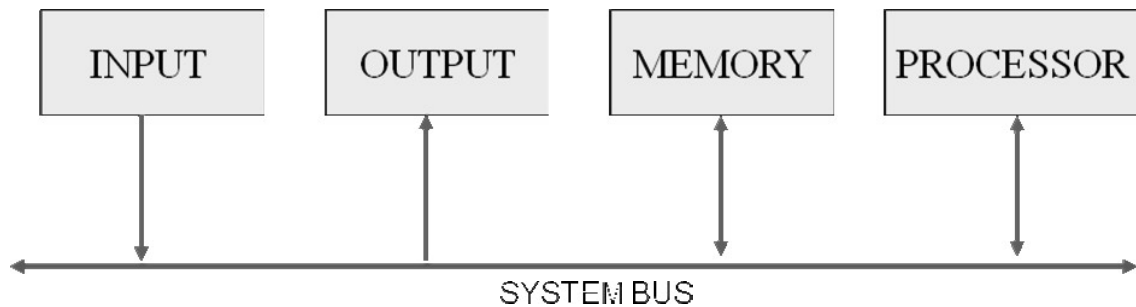 INPUT
OUTPUT
MEMORY
PROCESSOR
SYSTEM BUS